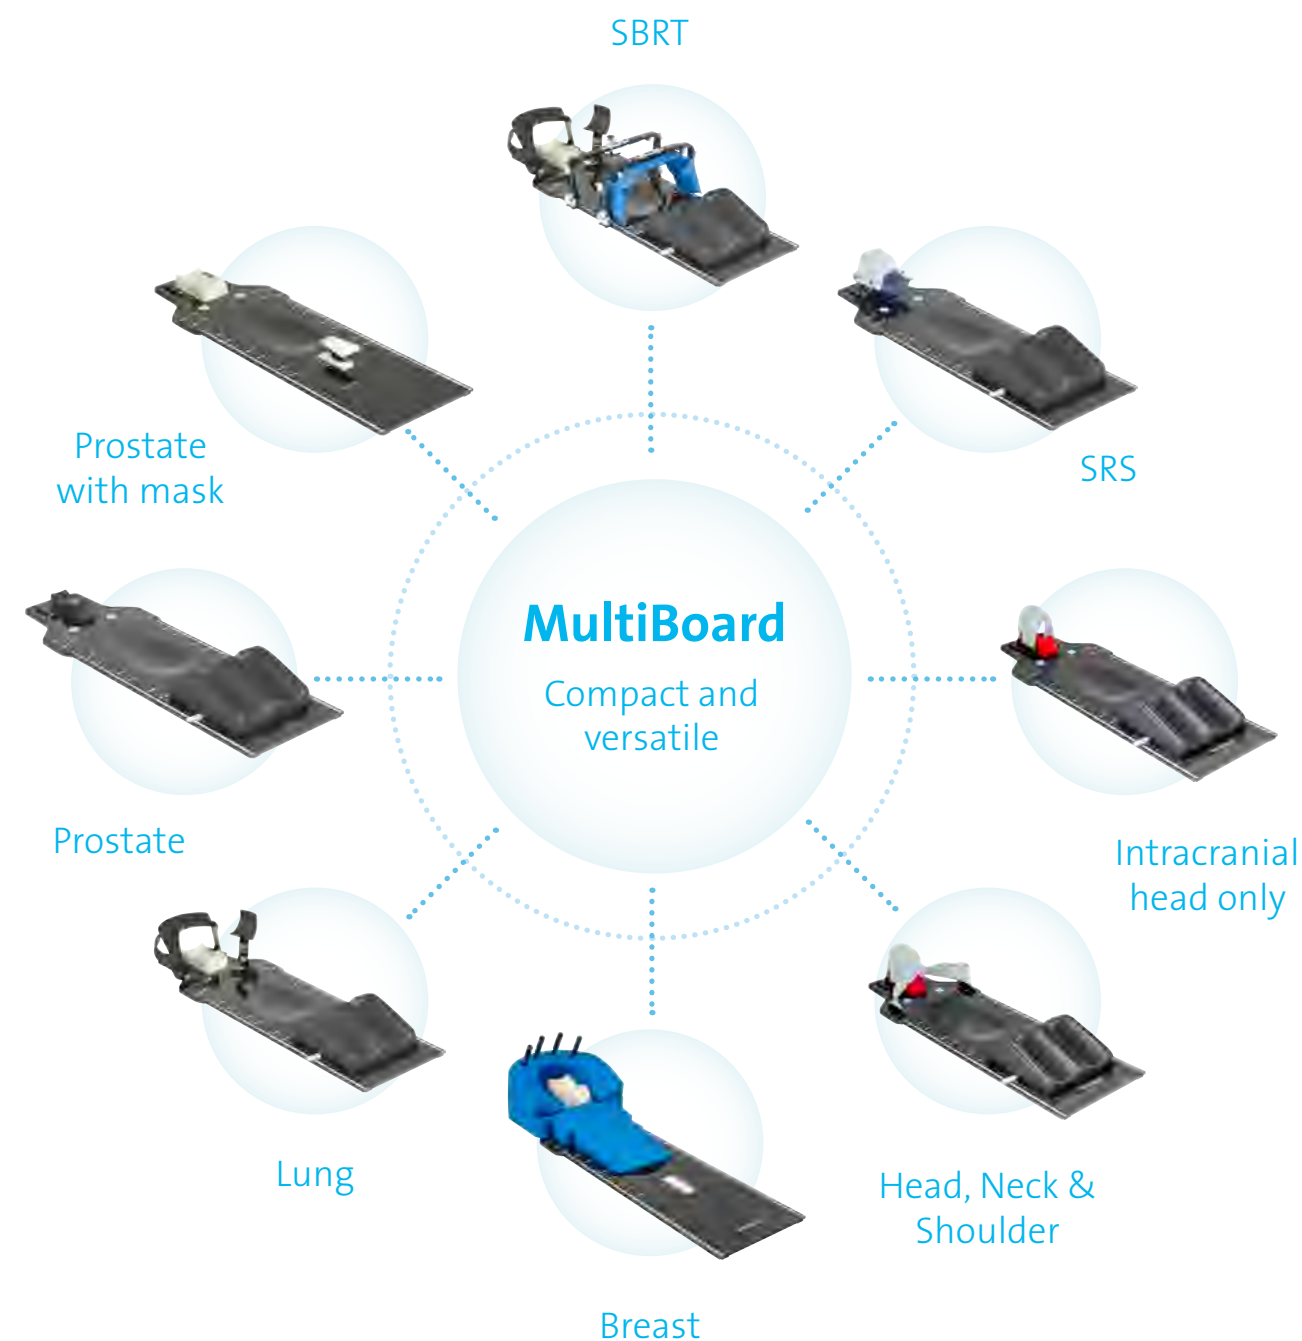 SBRT
Prostate
with mask
SRS
MultiBoard
Compact and
versatile
Prostate
Intracranial
head only
Lung
Head, Neck &
Shoulder
Breast